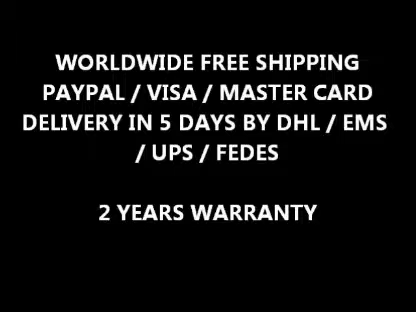 WORLDWIDE FREE SHIPPING
PAYPAL / VISA / MASTER CARD
DELIVERY IN 5 DAYS BY DHL / EMS
/ UPS / FEDES
2 YEARS WARRANTY